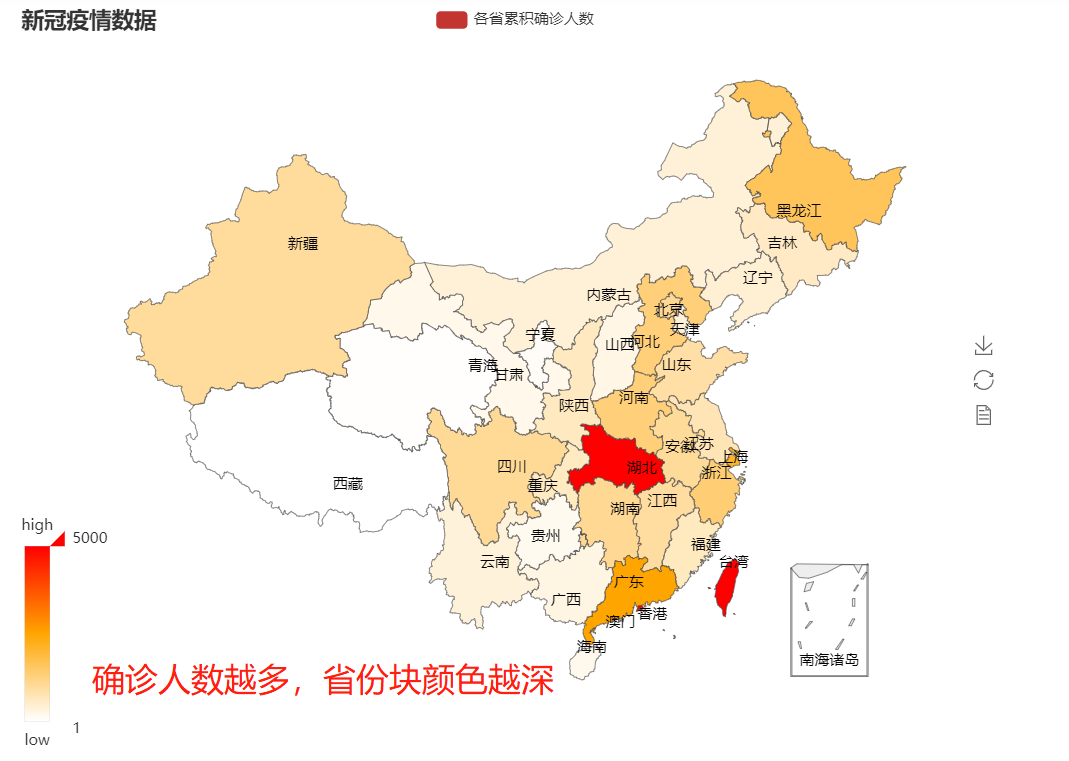 新冠疫情数据
各省累积确诊人数
黑龙江
吉林
新疆
辽宁
内蒙古
北京
天津
宁夏
山西
河北
青海
甘肃
山东
河南
陕西
安徽
江苏
上海
四川
湖北
浙江
西藏
重庆
江西
湖南
贵州
福建
云南
台湾
广东
广西
香港
澳门
海南
南海诸岛
high
5000
确诊人数越多，省份块颜色越深
1
low